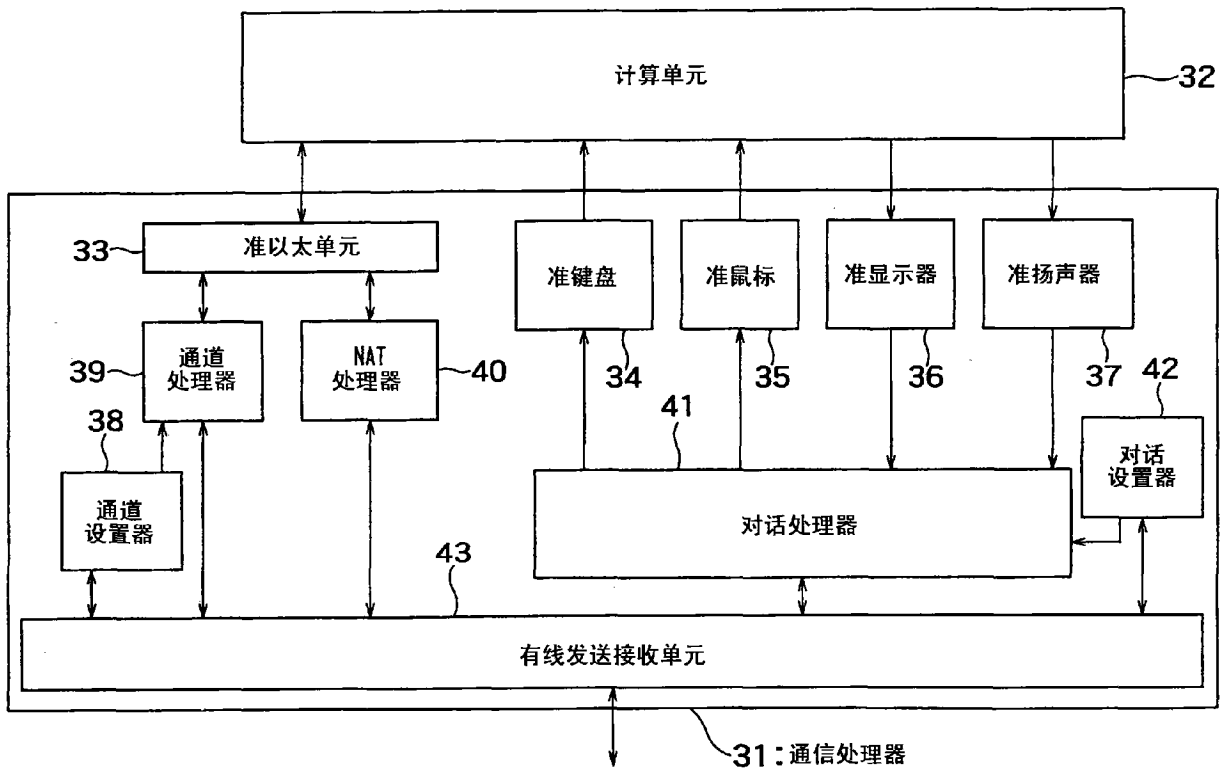 计算单元
32
33
准以太单元
准键盘
准鼠标
准显示器
准扬声器
34
35
36
37
39
通道
处理器
NAT
处理器
40
41
42
38
通道
设置器
对话
设置器
对话处理器
43
有线发送接收单元
31:通信处理器